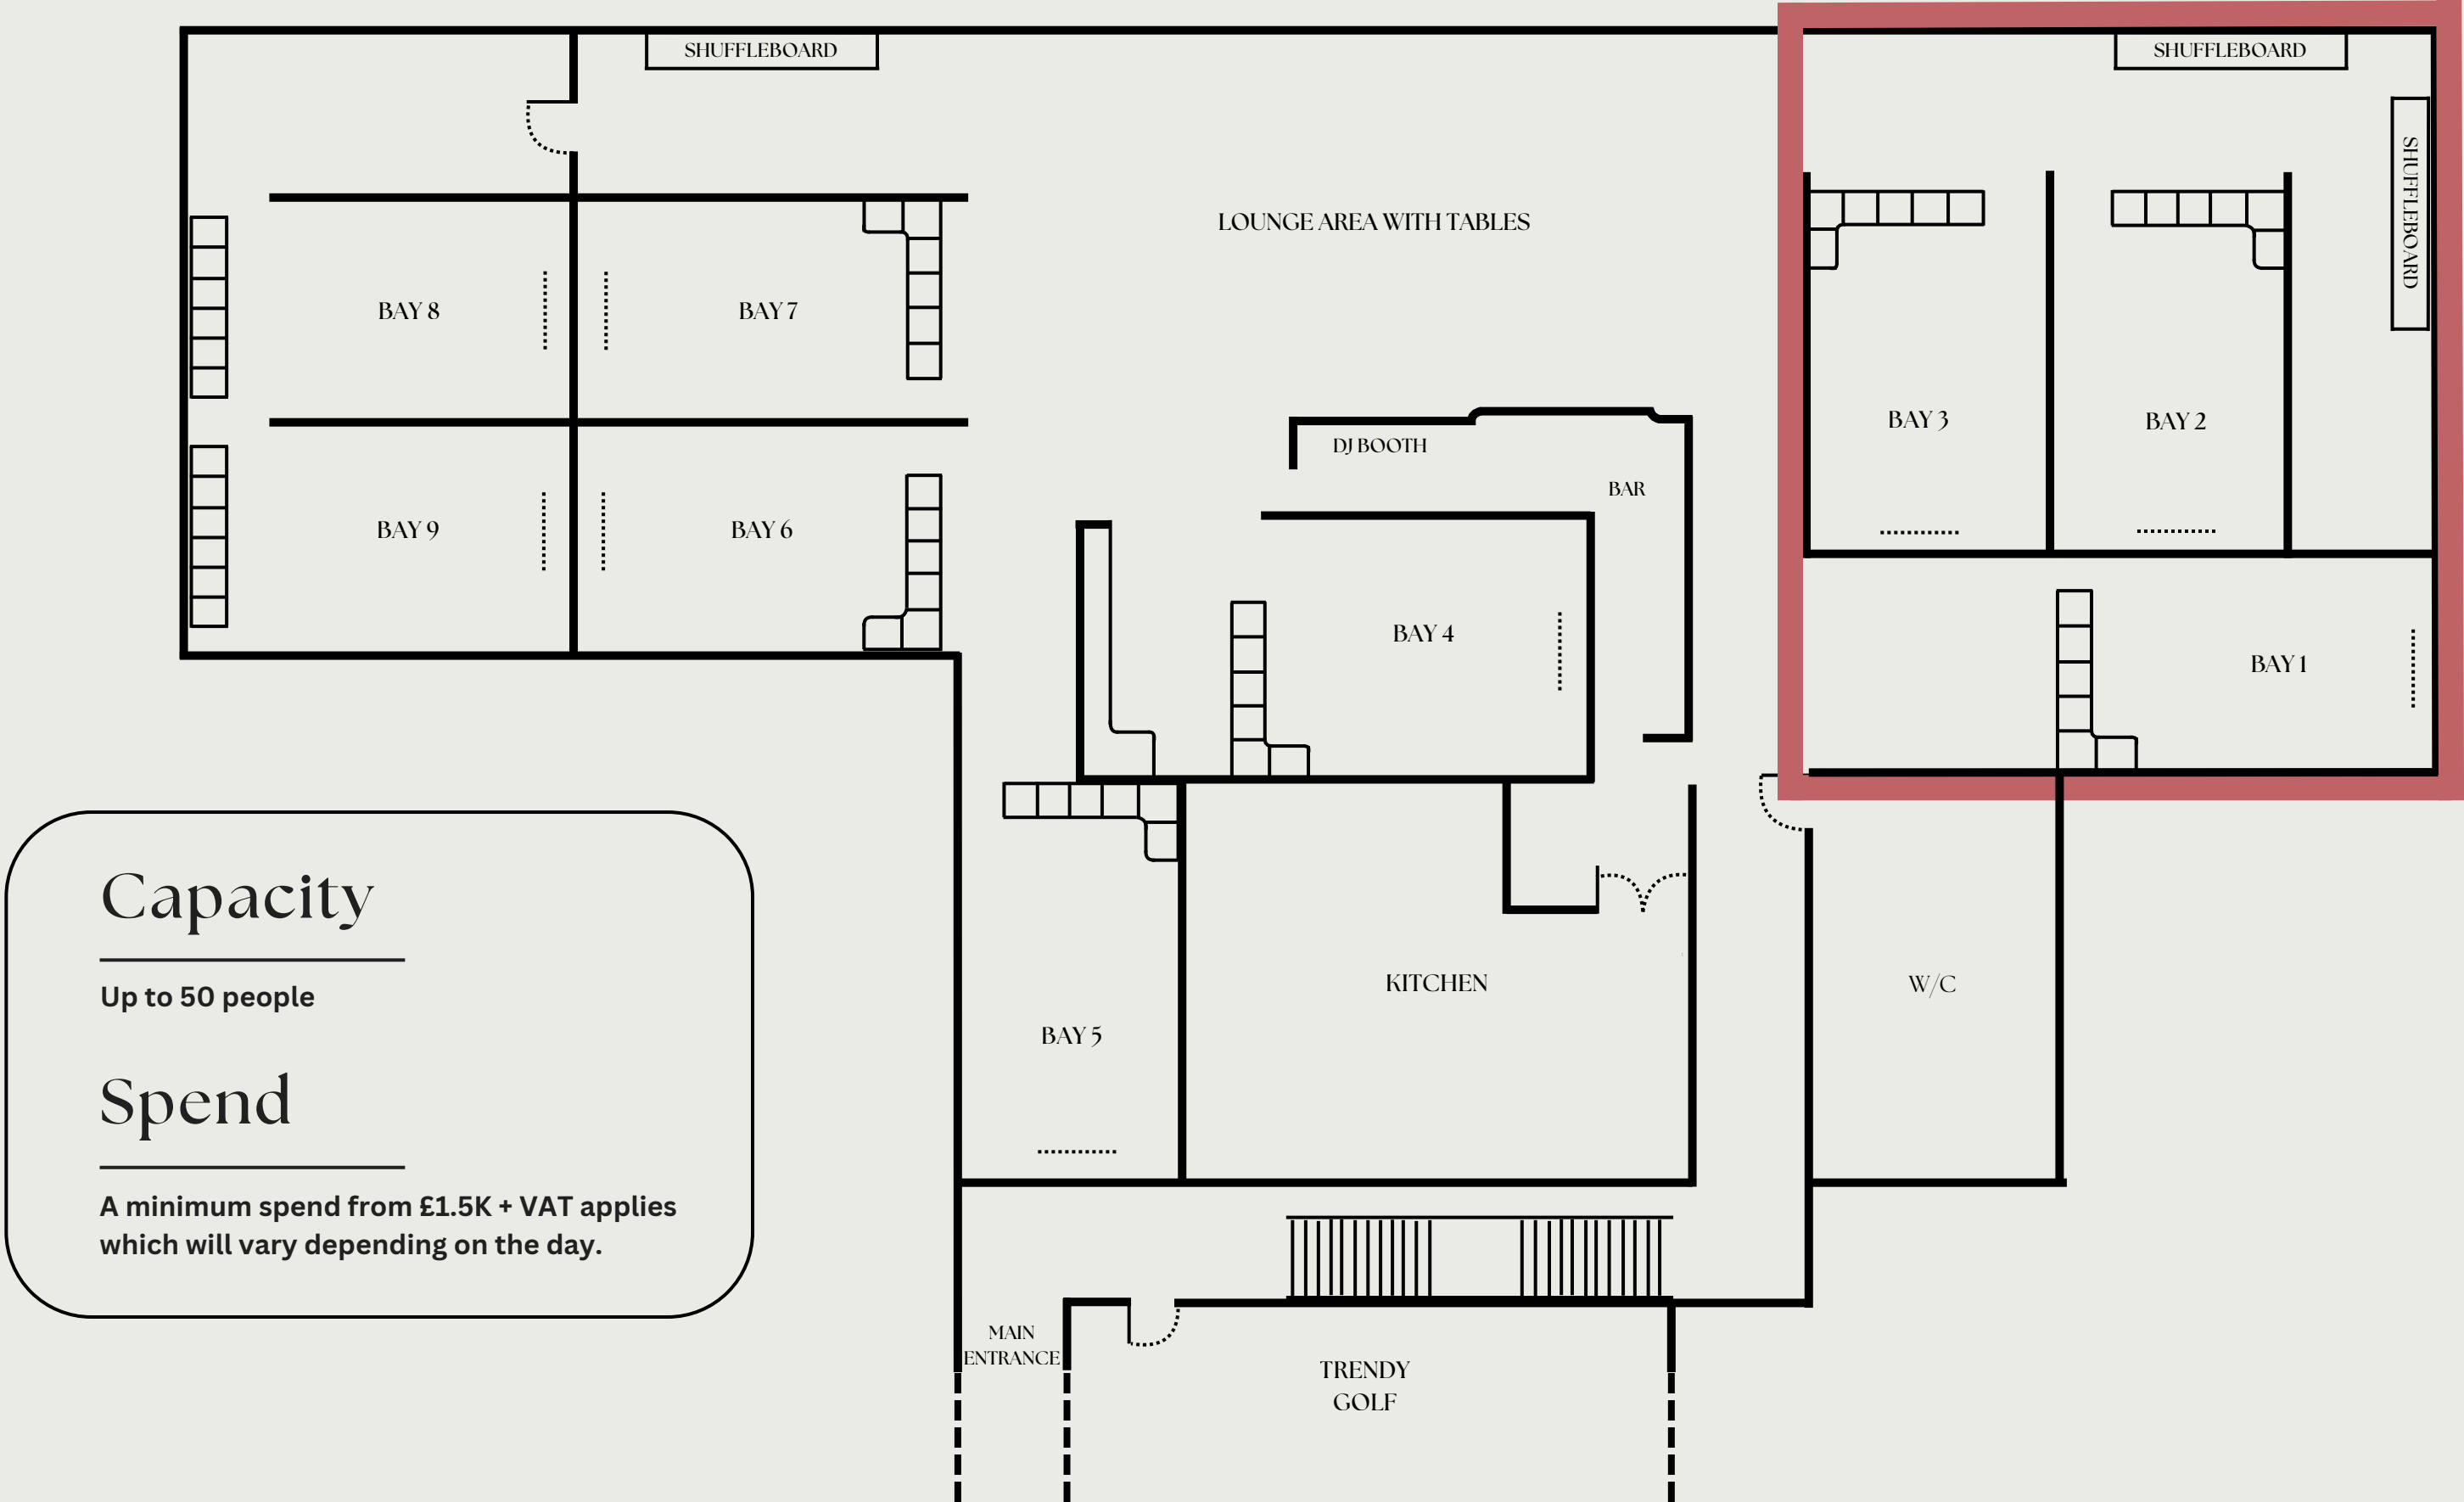 SHUFFLEBOARD
SHUFFLEBOARD
SHUFFLEBOARD
LOUNGE AREA WITH TABLES
BAY 8
BAY 7
BAY 3
BAY 2
DJ BOOTH
BAR
BAY 9
BAY 6
BAY 4
BAY 1
Capacity
Up to 50 people
Spend
A minimum spend from £1.5K + VAT applies
which will vary depending on the day.
KITCHEN
W/C
BAY 5
MAIN
ENTRANCE
TRENDY
GOLF